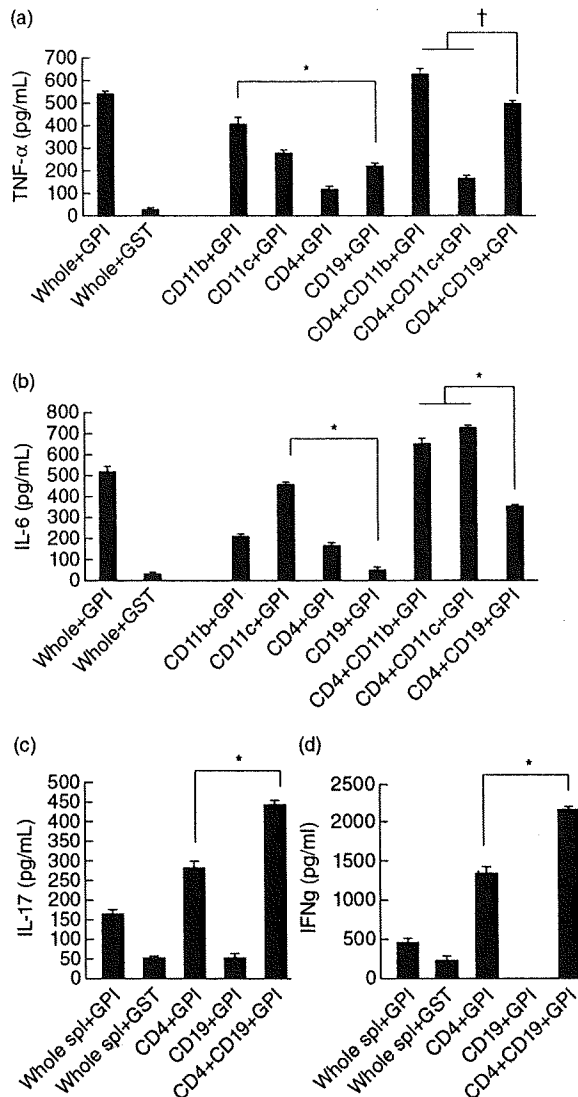 (a)
†
*
TNF-α (pg/mL)
700
600
500
400
300
200
100
0
Whole+GPI
Whole+GST
CD11b+GPI
CD11c+GPI
CD4+GPI
CD19+GPI
CD4+CD11b+GPI
CD4+CD11c+GPI
CD4+CD19+GPI
(b)
*
*
IL-6 (pg/mL)
800
700
600
500
400
300
200
100
0
Whole+GPI
Whole+GST
CD11b+GPI
CD11c+GPI
CD4+GPI
CD19+GPI
CD4+CD11b+GPI
CD4+CD11c+GPI
CD4+CD19+GPI
(c)
*
IL-17 (pg/mL)
500
450
400
350
300
250
200
150
100
50
0
Whole spl+GPI
Whole spl+GST
CD4+GPI
CD19+GPI
CD4+CD19+GPI
(d)
*
IFNg (pg/ml)
2500
2000
1500
1000
500
0
Whole spl+GPI
Whole spl+GST
CD4+GPI
CD19+GPI
CD4+CD19+GPI